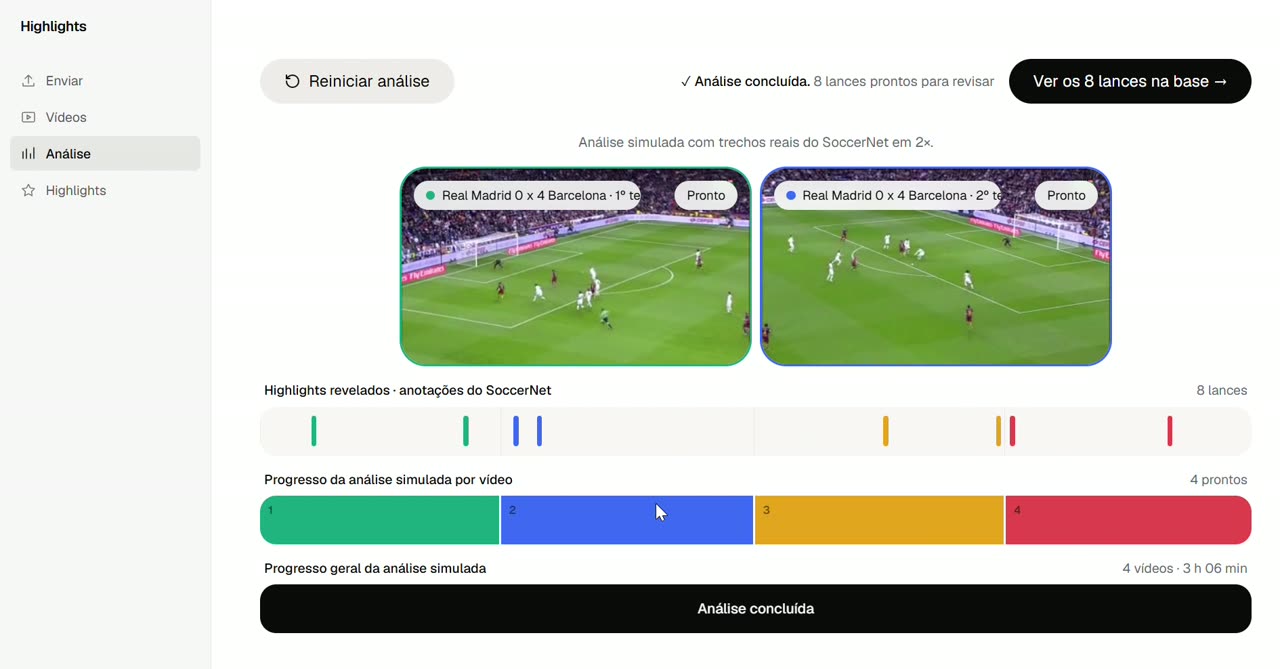 Highlights
Enviar
Vídeos
Análise
Highlights
Reiniciar análise
✓ Análise concluída. 8 lances prontos para revisar
Ver os 8 lances na base →
Análise simulada com trechos reais do SoccerNet em 2×.
Real Madrid 0 x 4 Barcelona · 1º te
Pronto
Real Madrid 0 x 4 Barcelona · 2º te
Pronto
Fly Emirates
Highlights revelados · anotações do SoccerNet
8 lances
Progresso da análise simulada por vídeo
4 prontos
1
2
3
4
Progresso geral da análise simulada
4 vídeos · 3 h 06 min
Análise concluída